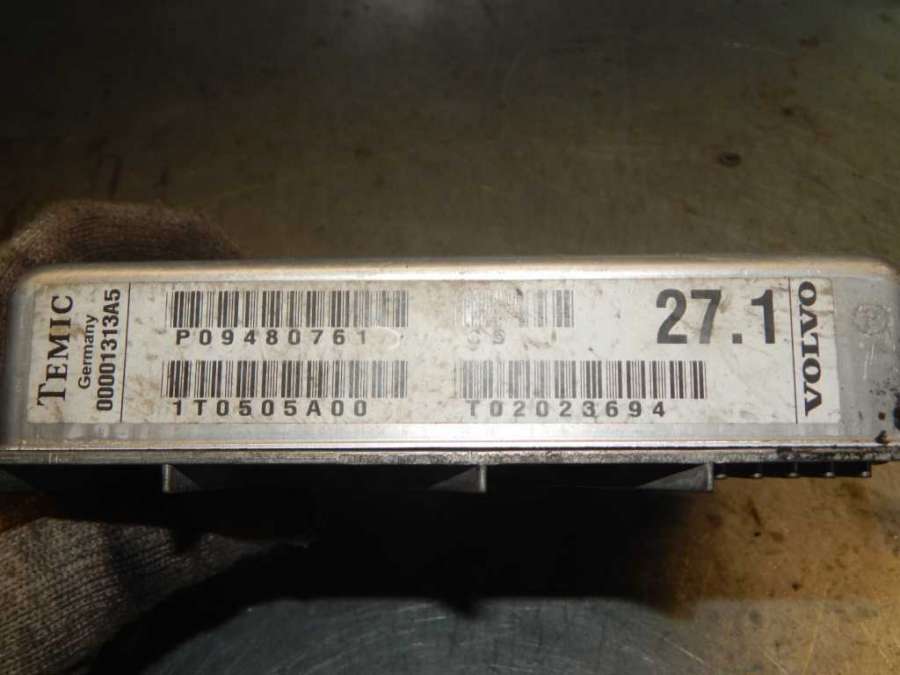 TEMIC
Germany
00001313A5
P09480761
27.1
1T0505A00
T02023694
VOLVO